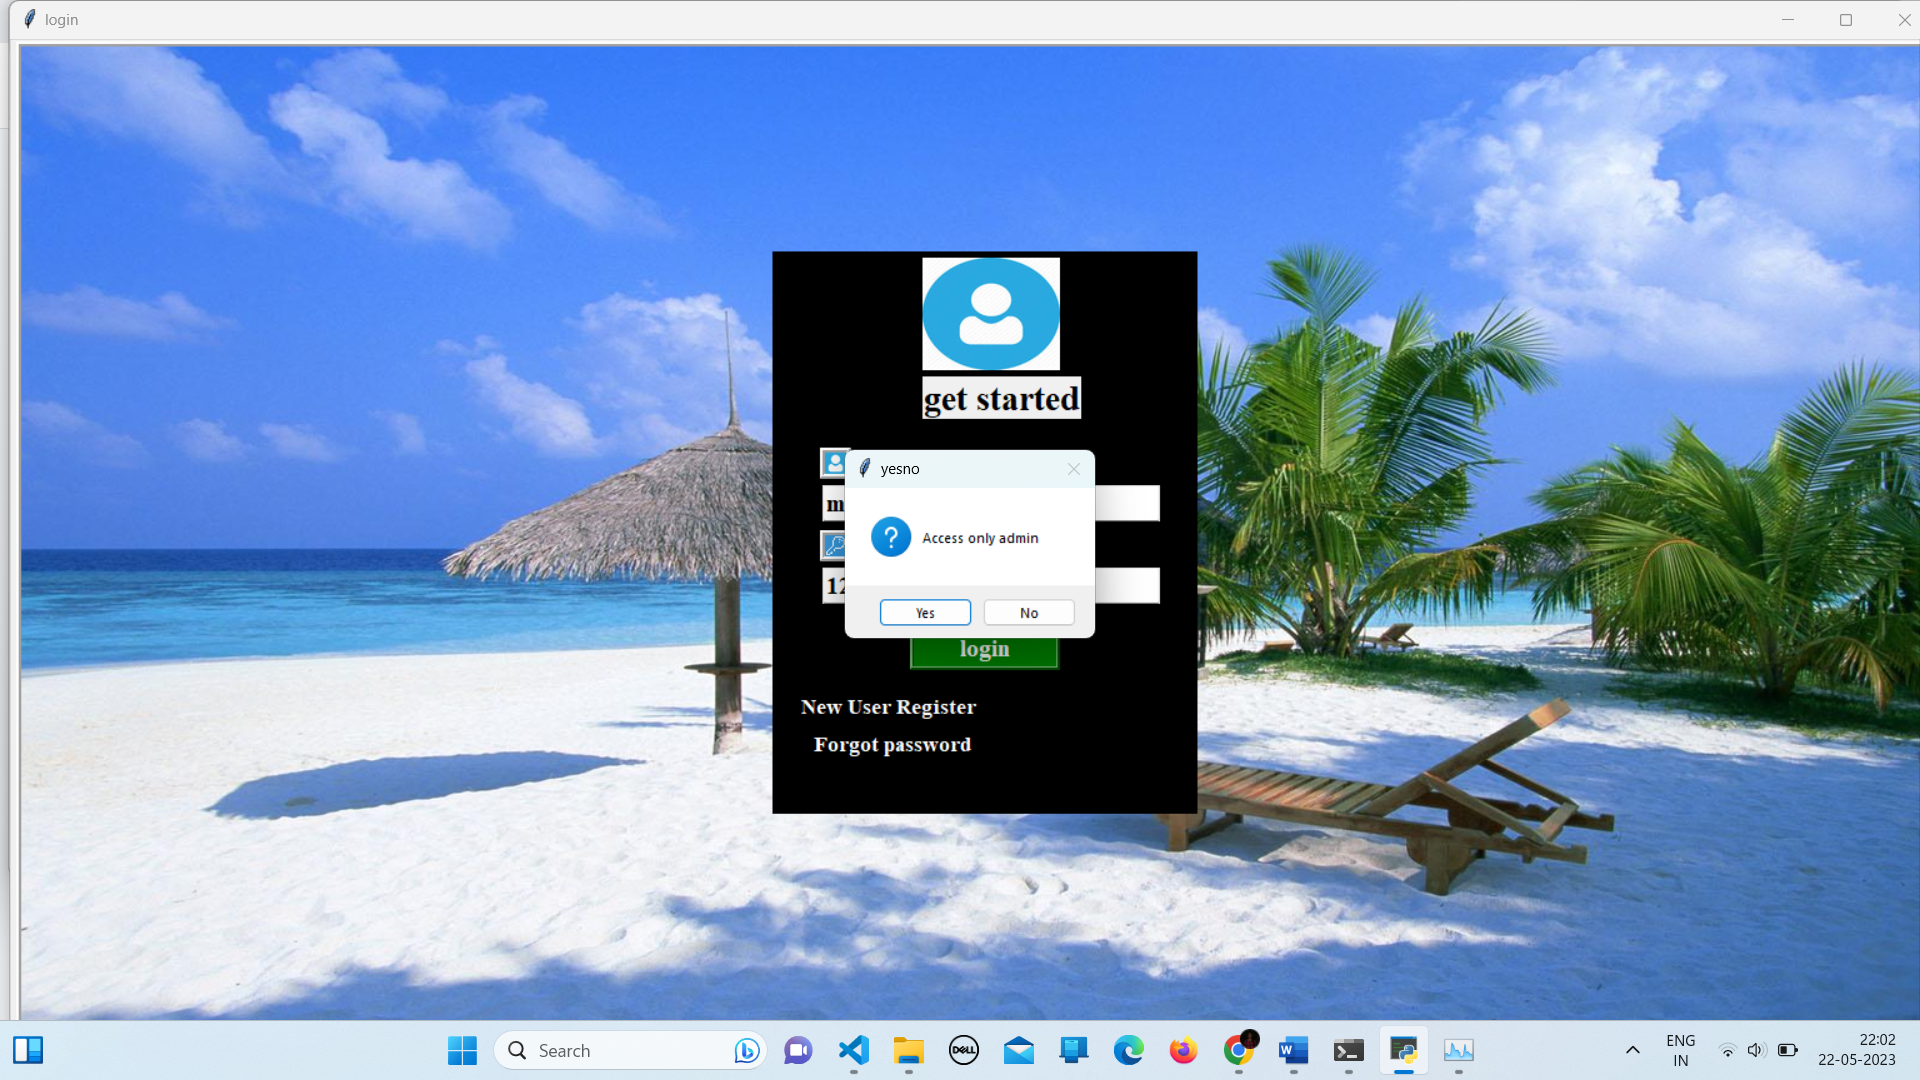 login
get started
m
yesno
Access only admin
12
Yes
No
login
New User Register
Forgot password
Search
DELL
W
ENG
IN
22:02
22-05-2023